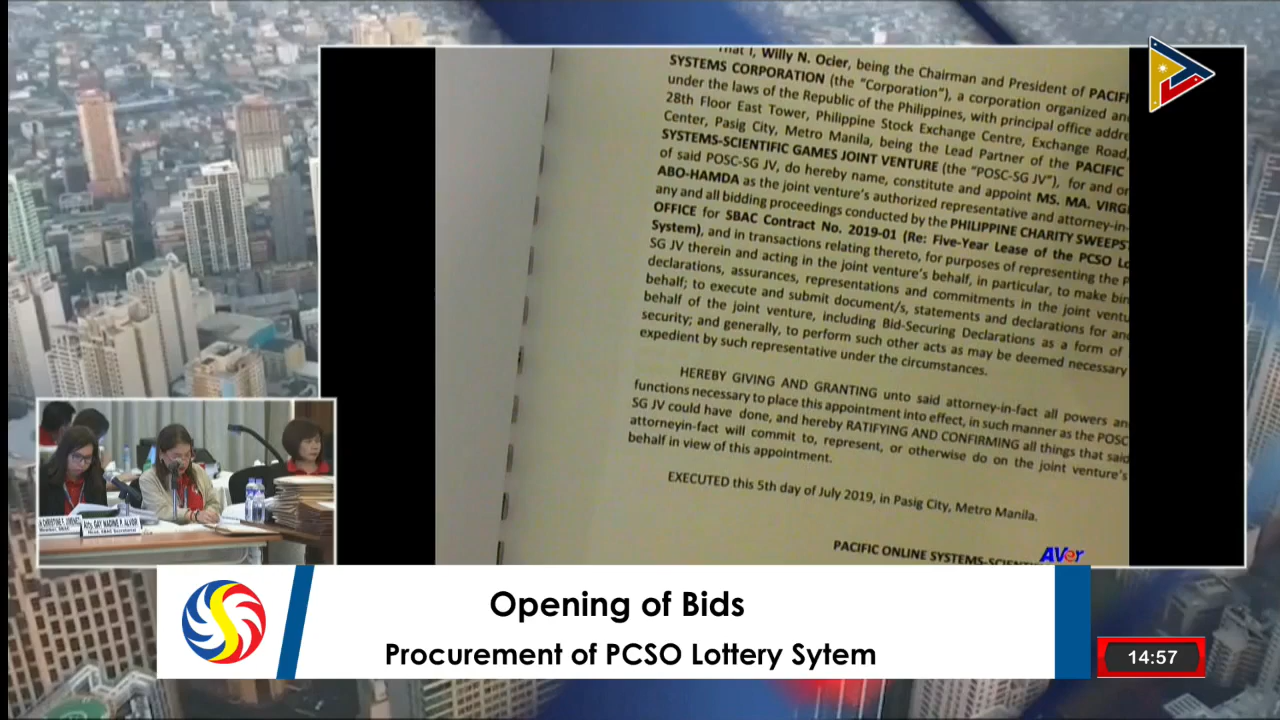 That I, Willy N. Ocier, being the Chairman and President of
SYSTEMS CORPORATION (the "Corporation"), a corporation organized
under the laws of the Republic of the Philippines, with principal office
28th Floor East Tower, Philippine Stock Exchange Centre, Exchange Road,
Center, Pasig City, Metro Manila, being the Lead Partner of the PACIFIC
SYSTEMS-SCIENTIFIC GAMES JOINT VENTURE (the "POSC-SG JV"), for and
of said POSC-SG JV, do hereby name, constitute and appoint MS. MA.
ABO-HAMDA as the joint venture's authorized representative and attorney-in-
any and all bidding proceedings conducted by the PHILIPPINE CHARITY
OFFICE for SBAC Contract No. 2019-01 (Re: Five-Year Lease of the PCSO
System), and in transactions relating thereto, for purposes of representing the
SG JV therein and acting in the joint venture's behalf, in particular, to make
declarations, assurances, representations and commitments in the joint
behalf; to execute and submit document/s, statements and declarations for
behalf of the joint venture, including Bid-Securing Declarations as a form of
security; and generally, to perform such other acts as may be deemed necessary
expedient by such representative under the circumstances.
HEREBY GIVING AND GRANTING unto said attorney-in-fact all powers
functions necessary to place this appointment into effect, in such manner as the POSC
SG JV could have done, and hereby RATIFYING AND CONFIRMING all things that said
attorneyin-fact will commit to, represent, or otherwise do on the joint venture's
behalf in view of this appointment.
EXECUTED this 5th day of July 2019, in Pasig City, Metro Manila.
PACIFIC ONLINE
AVer
Atty. GAY NADINE P. ALVOR
Head, SBAC Secretariat
Opening of Bids
Procurement of PCSO Lottery Sytem
14:57